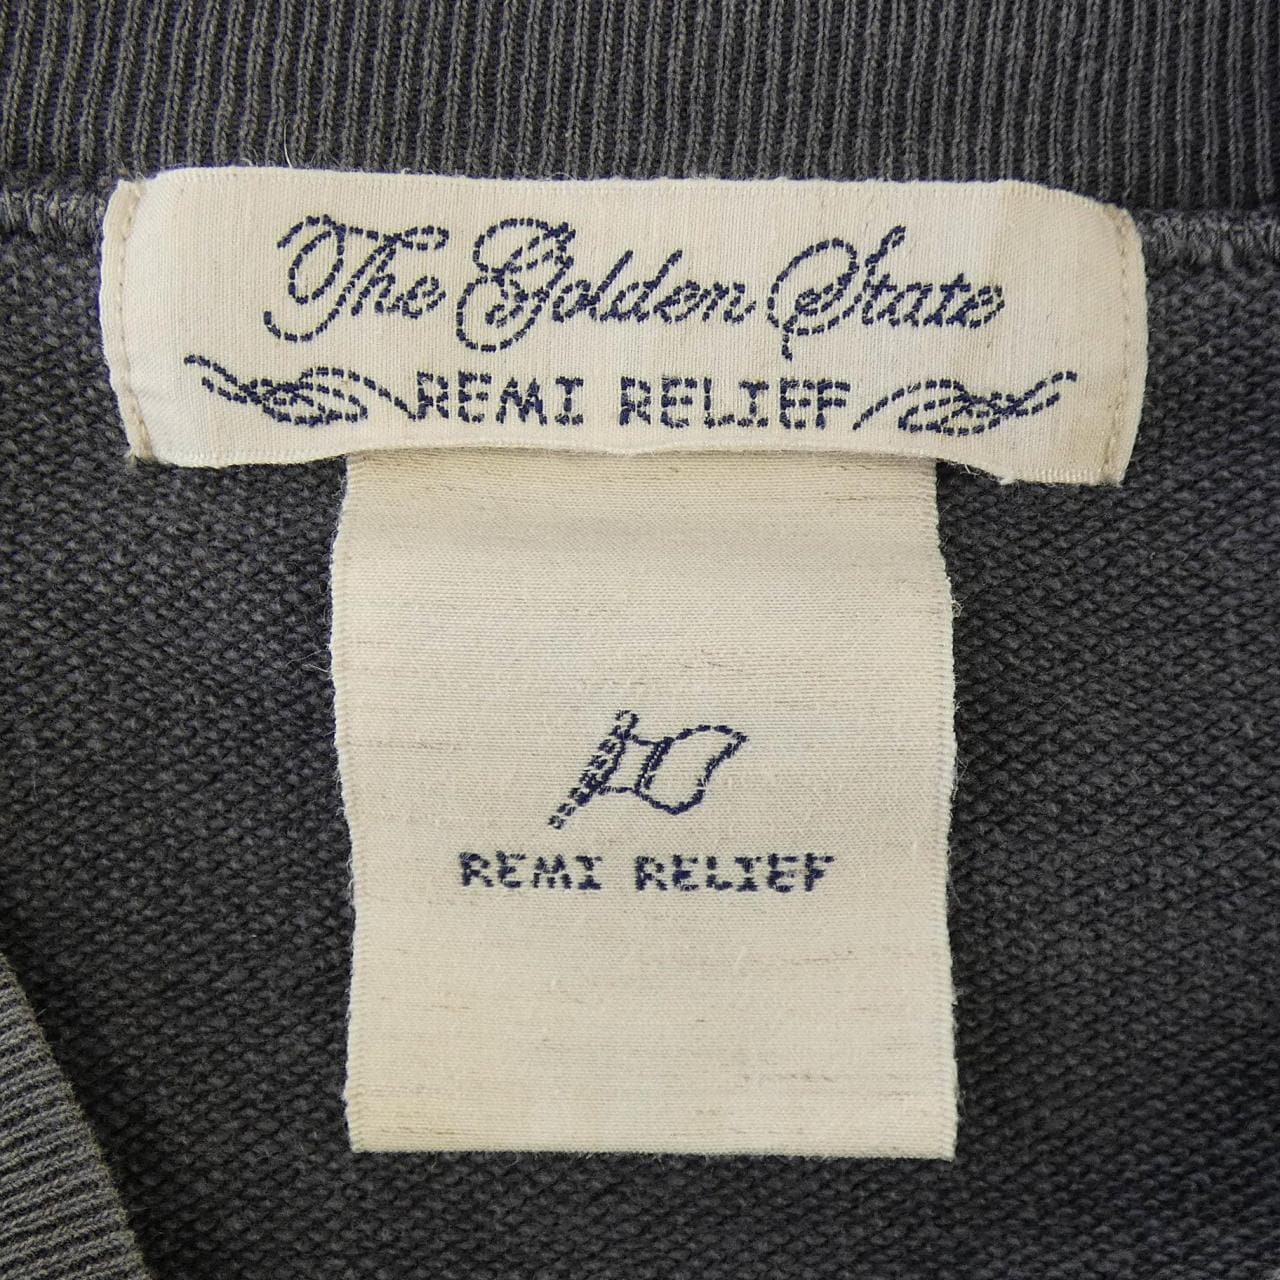 The Golden State
REMI RELIEF
REMI RELIEF